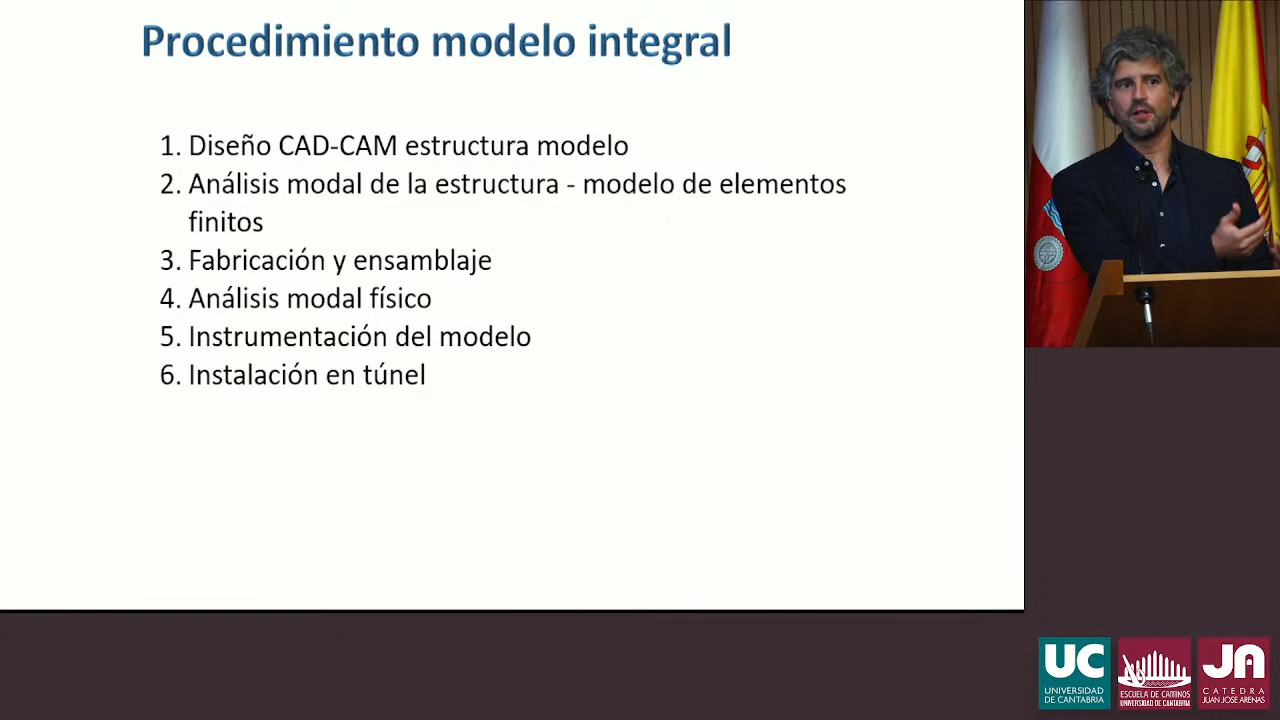 Procedimiento modelo integral
1. Diseño CAD-CAM estructura modelo
2. Análisis modal de la estructura - modelo de elementos
finitos
3. Fabricación y ensamblaje
4. Análisis modal físico
5. Instrumentación del modelo
6. Instalación en túnel
UC
UNIVERSIDAD
DE CANTABRIA
ESCUELA DE CAMINOS
UNIVERSIDAD DE CANTABRIA
JA
CATEDRA
JUAN JOSE ARENAS